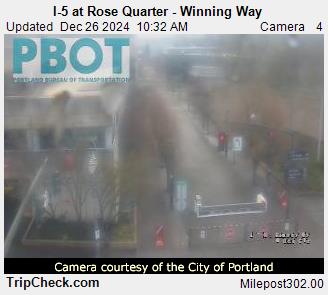 I-5 at Rose Quarter - Winning Way
Updated Dec 26 2024 10:32 AM Camera 4
PBOT
PORTLAND BUREAU OF TRANSPORTATION
Camera courtesy of the City of Portland
TripCheck.com Milepost302.00